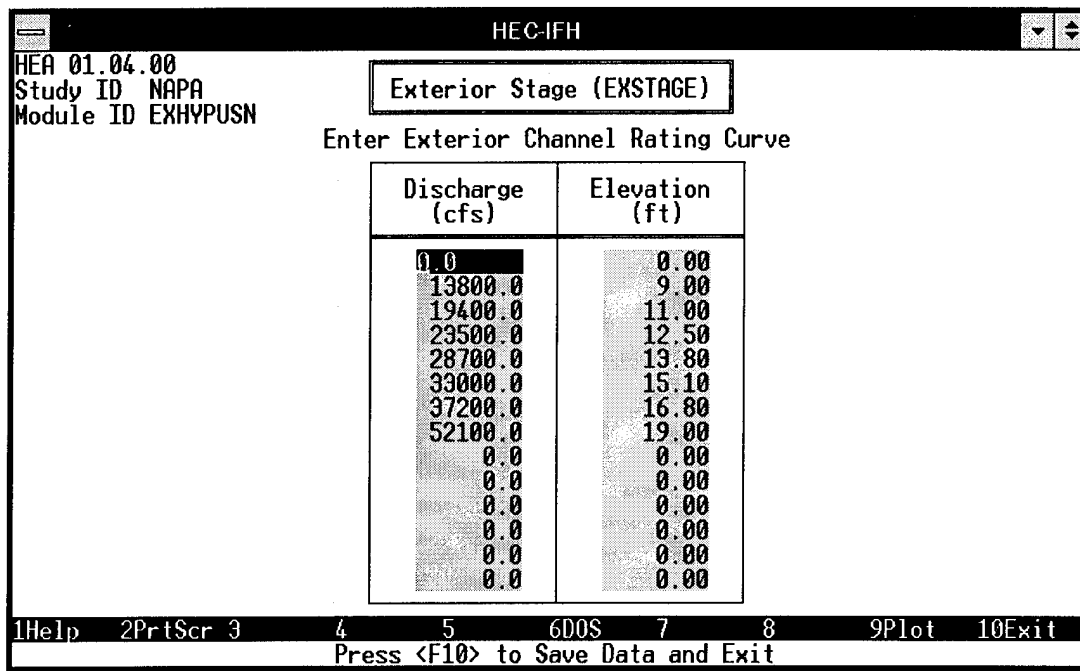 HEC-IFH
HEA 01.04.00
Study ID NAPA
Module ID EXHYPUSN
Exterior Stage (EXSTAGE)
Enter Exterior Channel Rating Curve
Discharge (cfs) Elevation (ft)
0.0 0.00
13800.0 9.00
19400.0 11.00
23500.0 12.50
28700.0 13.80
33000.0 15.10
37200.0 16.80
52100.0 19.00
0.0 0.00
0.0 0.00
0.0 0.00
0.0 0.00
0.0 0.00
0.0 0.00
1Help 2PrtScr 3 4 5 6DOS 7 8 9Plot 10Exit
Press <F10> to Save Data and Exit